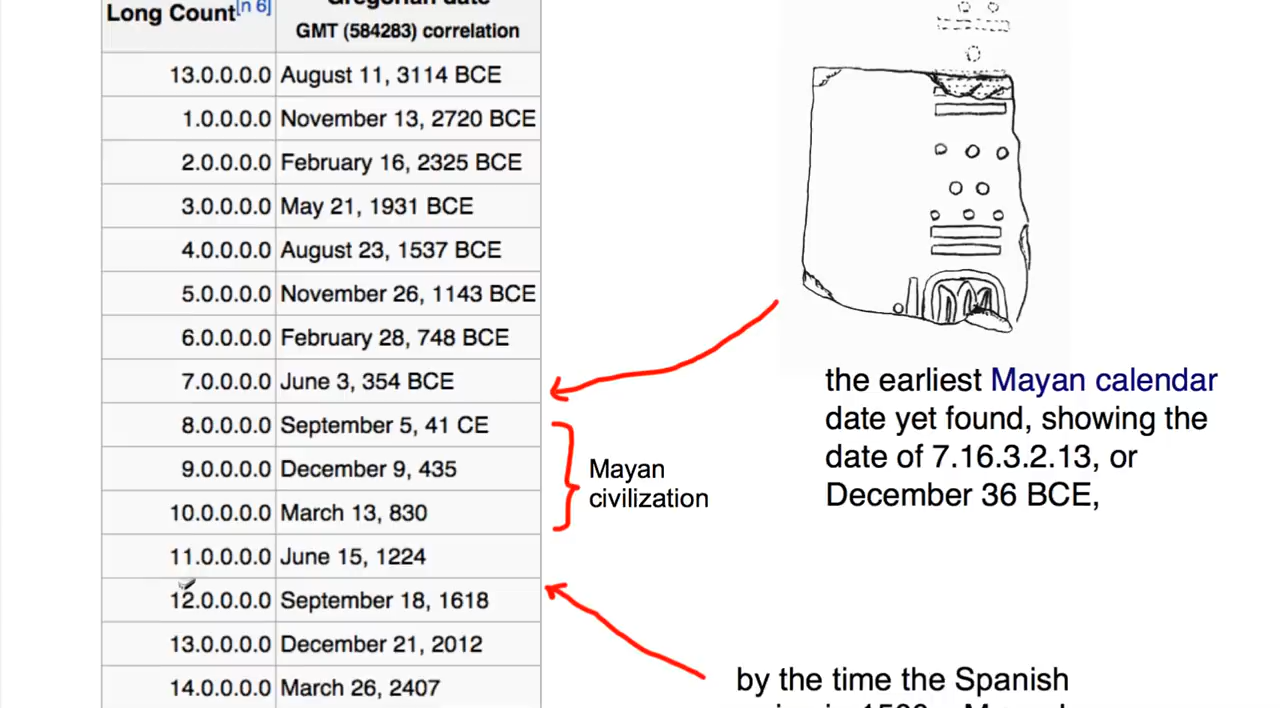 Long Count[n 6]
Gregorian date
GMT (584283) correlation
13.0.0.0.0 August 11, 3114 BCE
1.0.0.0.0 November 13, 2720 BCE
2.0.0.0.0 February 16, 2325 BCE
3.0.0.0.0 May 21, 1931 BCE
4.0.0.0.0 August 23, 1537 BCE
5.0.0.0.0 November 26, 1143 BCE
6.0.0.0.0 February 28, 748 BCE
7.0.0.0.0 June 3, 354 BCE
8.0.0.0.0 September 5, 41 CE
9.0.0.0.0 December 9, 435
10.0.0.0.0 March 13, 830
11.0.0.0.0 June 15, 1224
12.0.0.0.0 September 18, 1618
13.0.0.0.0 December 21, 2012
14.0.0.0.0 March 26, 2407
Mayan
civilization
the earliest Mayan calendar
date yet found, showing the
date of 7.16.3.2.13, or
December 36 BCE,
by the time the Spanish